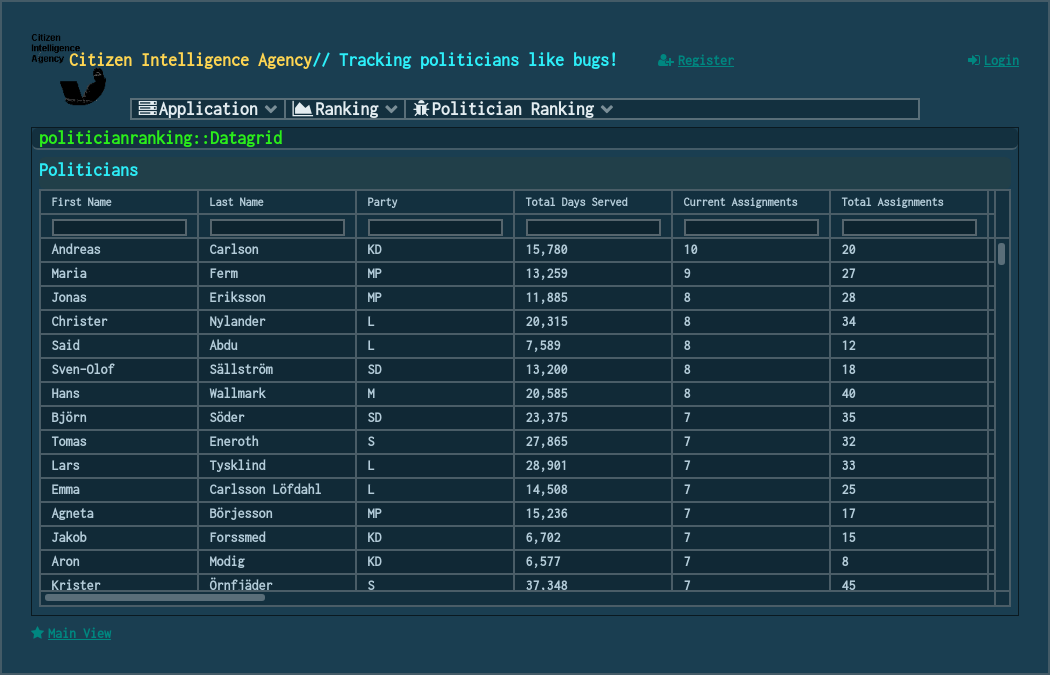 Citizen
Intelligence
Agency
Citizen Intelligence Agency// Tracking politicians like bugs!
Register
Login
Application
Ranking
Politician Ranking
politicianranking::Datagrid
Politicians
First Name Last Name Party Total Days Served Current Assignments Total Assignments
Andreas Carlson KD 15,780 10 20
Maria Ferm MP 13,259 9 27
Jonas Eriksson MP 11,885 8 28
Christer Nylander L 20,315 8 34
Said Abdu L 7,589 8 12
Sven-Olof Sällström SD 13,200 8 18
Hans Wallmark M 20,585 8 40
Björn Söder SD 23,375 7 35
Tomas Eneroth S 27,865 7 32
Lars Tysklind L 28,901 7 33
Emma Carlsson Löfdahl L 14,508 7 25
Agneta Börjesson MP 15,236 7 17
Jakob Forssmed KD 6,702 7 15
Aron Modig KD 6,577 7 8
Krister Örnfjäder S 37,348 7 45
Main View